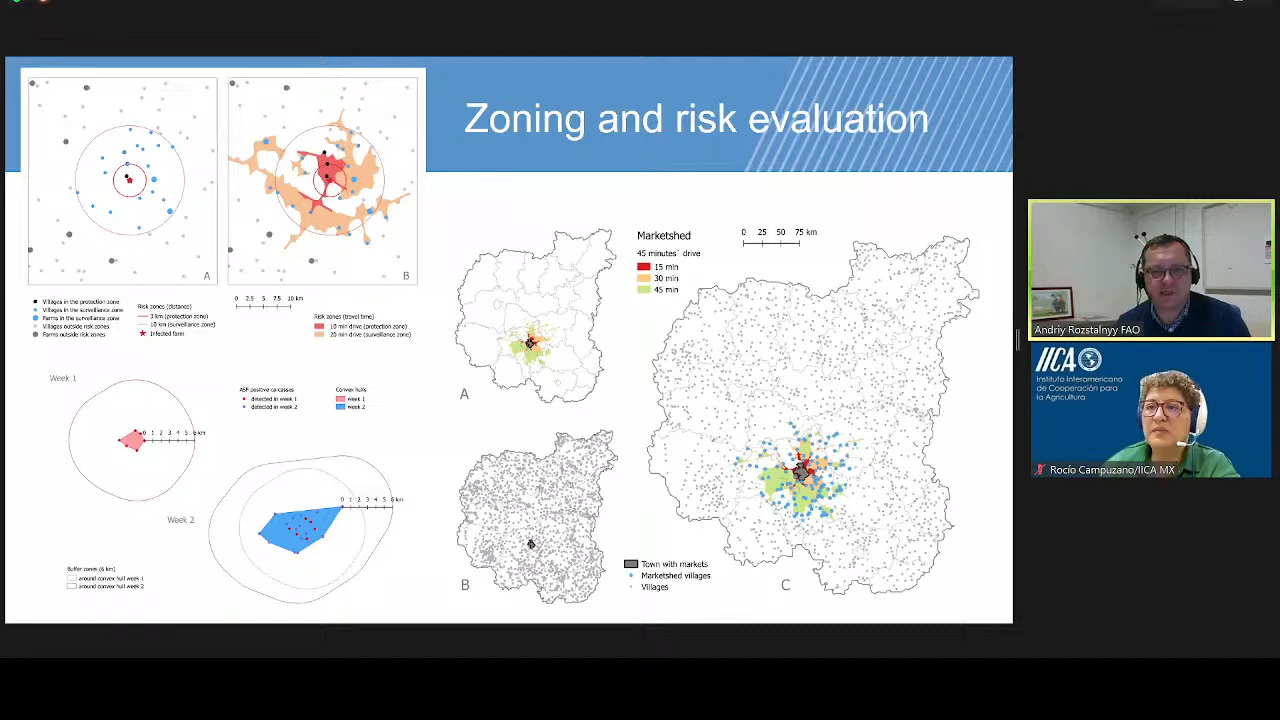 Zoning and risk evaluation
A
B
Villages in the protection zone
Villages in the surveillance zone
Farms in the surveillance zone
Villages outside risk zones
Farms outside risk zones
Risk zones (distance)
3 km (protection zone)
10 km (surveillance zone)
Infected farm
0 2.5 5 7.5 10 km
Risk zones (travel time)
10 min drive (protection zone)
20 min drive (surveillance zone)
Week 1
0 1 2 3 4 5 6 km
ASF positive carcasses
detected in week 1
detected in week 2
Convex hulls
week 1
week 2
Week 2
0 1 2 3 4 5 6 km
Buffer zones (6 km)
around convex hull week 1
around convex hull week 2
A
B
Marketshed
45 minutes` drive
15 min
30 min
45 min
0 25 50 75 km
Town with markets
Marketshed villages
Villages
C
Andriy Rozstalnyy FAO
IICA
Instituto Interamericano
de Cooperación para
la Agricultura
Rocío Campuzano/IICA MX